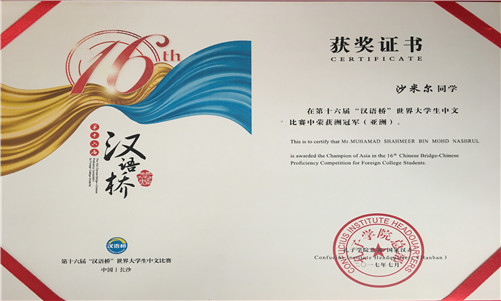 16th
第十六届
汉语桥
汉语桥
第十六届“汉语桥”世界大学生中文比赛
中国 | 长沙
获奖证书
CERTIFICATE
沙米尔 同学
在第十六届“汉语桥”世界大学生中文
比赛中荣获洲冠军（亚洲）。
This is to certify that Mr.MUHAMAD SHAHMEER BIN MOHD NASHRUL
is awarded the Champion of Asia in the 16th Chinese Bridge-Chinese
Proficiency Competition for Foreign College Students.
CONFUCIUS INSTITUTE HEADQUARTERS
子学院总
二〇一七年七月